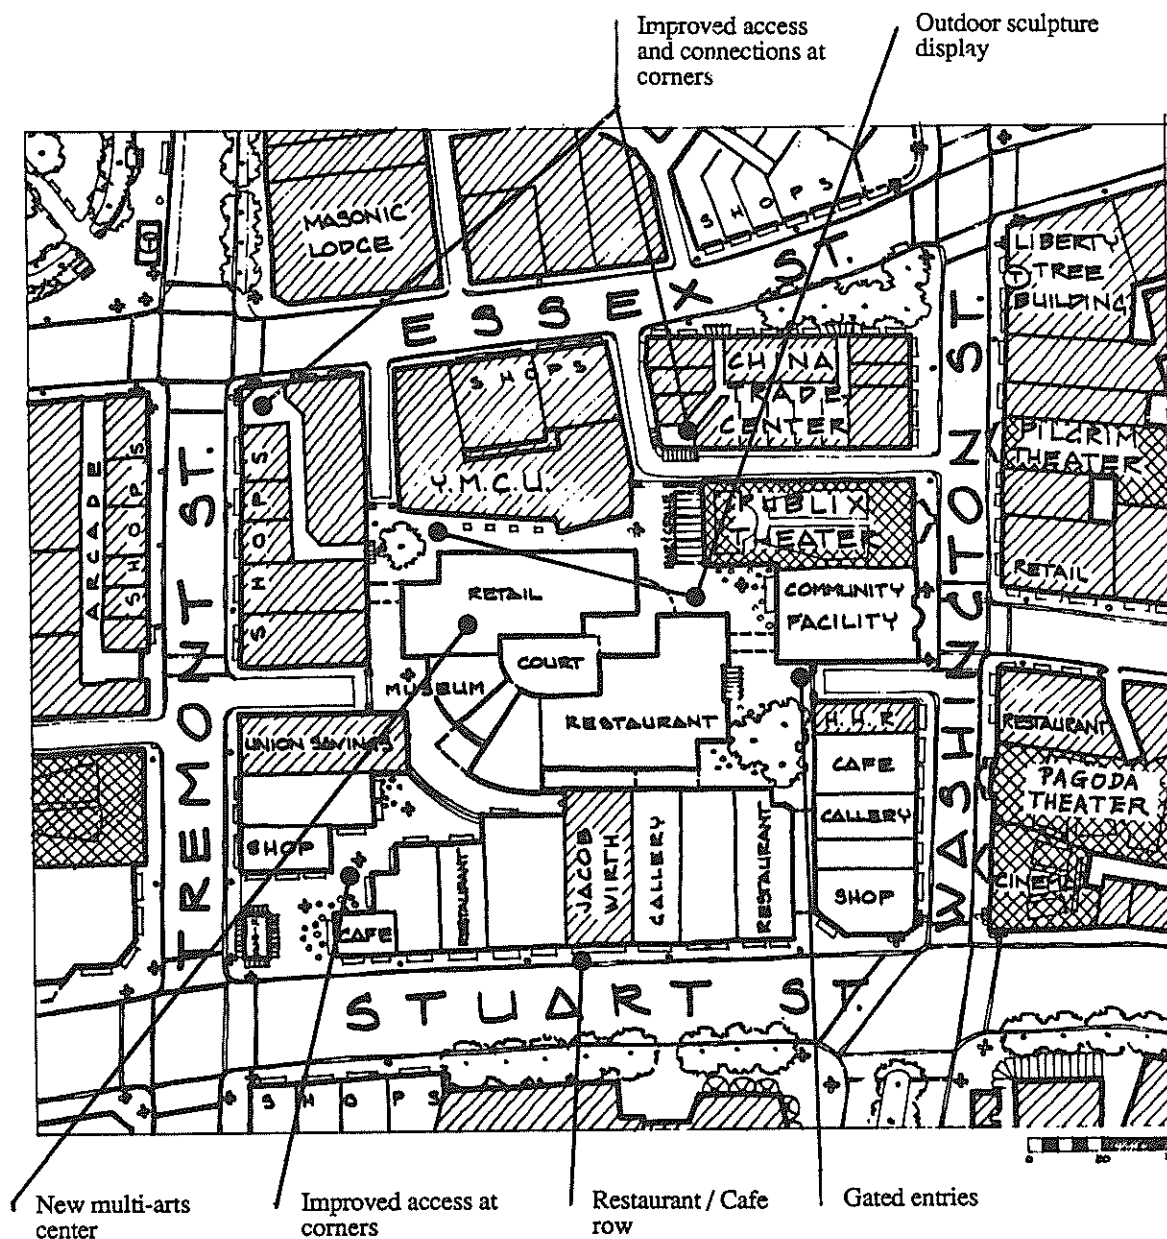 Improved access
and connections at
corners
Outdoor sculpture
display
MASONIC
LODGE
SHOPS
ESSEX ST.
LIBERTY
TREE
BUILDING
T
T
CHINA
TRADE
CENTER
SHOPS
Y.M.C.U.
WASHINGTON ST.
PILGRIM
THEATER
ARCADE
SHOPS
TREMONT ST.
SHOPS
PUBLIX
THEATER
RETAIL
RETAIL
COMMUNITY
FACILITY
COURT
MUSEUM
RESTAURANT
H.H.R
RESTAURANT
UNION SAVINGS
CAFE
PAGODA
THEATER
SHOP
GALLERY
JACOB
WIRTH
GALLERY
RESTAURANT
RESTAURANT
SHOP
CINEMA
CAFE
STUART ST
SHOPS
0
50
New multi-arts
center
Improved access at
corners
Restaurant / Cafe
row
Gated entries